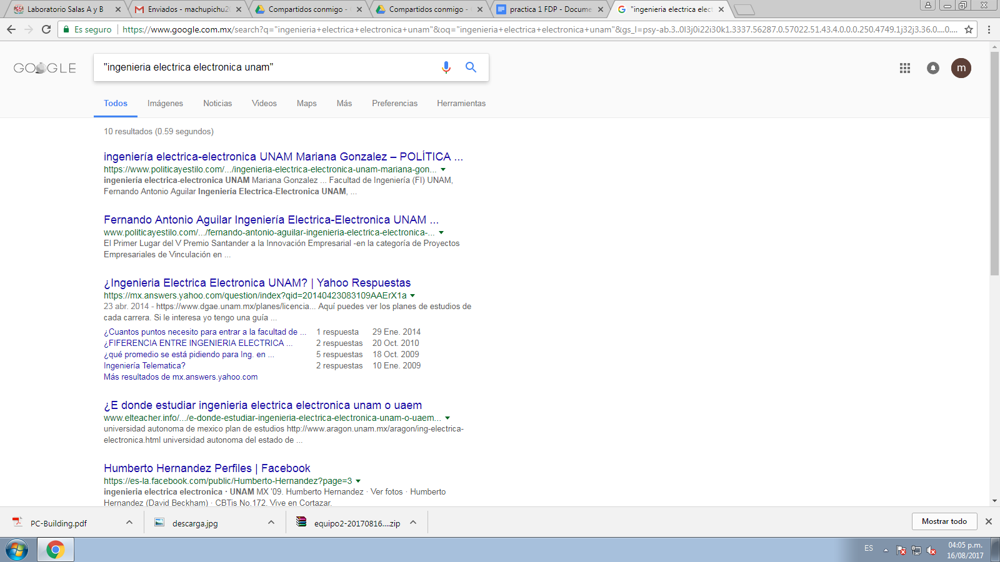 Laboratorio Salas A y B
Enviados - machupichu2
Compartidos conmigo -
Compartidos conmigo -
practica 1 FDP - Docume
"ingenieria electrica elect
Es seguro
https://www.google.com.mx/search?q="ingenieria+electrica+electronica+unam"&oq="ingenieria+electrica+electronica+unam"&gs_l=psy-ab.3..0l3j0i22i30k1.3337.56287.0.57022.51.43.4.0.0.0.250.4749.1j32j3.36.0....0....
GOOGLE
"ingenieria electrica electronica unam"
m
Todos Imágenes Noticias Videos Maps Más Preferencias Herramientas
10 resultados (0.59 segundos)
ingeniería electrica-electronica UNAM Mariana Gonzalez – POLÍTICA ...
https://www.politicayestilo.com/.../ingenieria-electrica-electronica-unam-mariana-gon...
ingeniería electrica-electronica UNAM Mariana Gonzalez ... Facultad de Ingeniería (FI) UNAM,
Fernando Antonio Aguilar Ingeniería Electrica-Electronica UNAM, ...
Fernando Antonio Aguilar Ingeniería Electrica-Electronica UNAM ...
www.politicayestilo.com/.../fernando-antonio-aguilar-ingenieria-electrica-electronica-...
El Primer Lugar del V Premio Santander a la Innovación Empresarial -en la categoría de Proyectos
Empresariales de Vinculación en ...
¿Ingenieria Electrica Electronica UNAM? | Yahoo Respuestas
https://mx.answers.yahoo.com/question/index?qid=20140423083109AAErX1a
23 abr. 2014 - https://www.dgae.unam.mx/planes/licencia... Aquí puedes ver los planes de estudios de
cada carrera. Si le interesa yo tengo una guía ...
¿Cuantos puntos necesito para entrar a la facultad de ... 1 respuesta 29 Ene. 2014
¿FIFERENCIA ENTRE INGENIERIA ELECTRICA ... 2 respuestas 20 Oct. 2010
¿qué promedio se está pidiendo para Ing. en ... 5 respuestas 18 Oct. 2009
Ingeniería Telematica? 2 respuestas 10 Ene. 2009
Más resultados de mx.answers.yahoo.com
¿E donde estudiar ingenieria electrica electronica unam o uaem
www.elteacher.info/.../e-donde-estudiar-ingenieria-electrica-electronica-unam-o-uaem...
universidad autonoma de mexico plan de estudios http://www.aragon.unam.mx/aragon/ing-electrica-
electronica.html universidad autonoma del estado de ...
Humberto Hernandez Perfiles | Facebook
https://es-la.facebook.com/public/Humberto-Hernandez?page=3
ingenieria electrica electronica · UNAM MX '09. Humberto Hernandez · Ver fotos · Humberto
Hernandez (David Beckham) · CBTis No.172. Vive en Cortazar.
PC-Building.pdf
descarga.jpg
equipo2-20170816....zip
Mostrar todo
ES
04:05 p.m.
16/08/2017